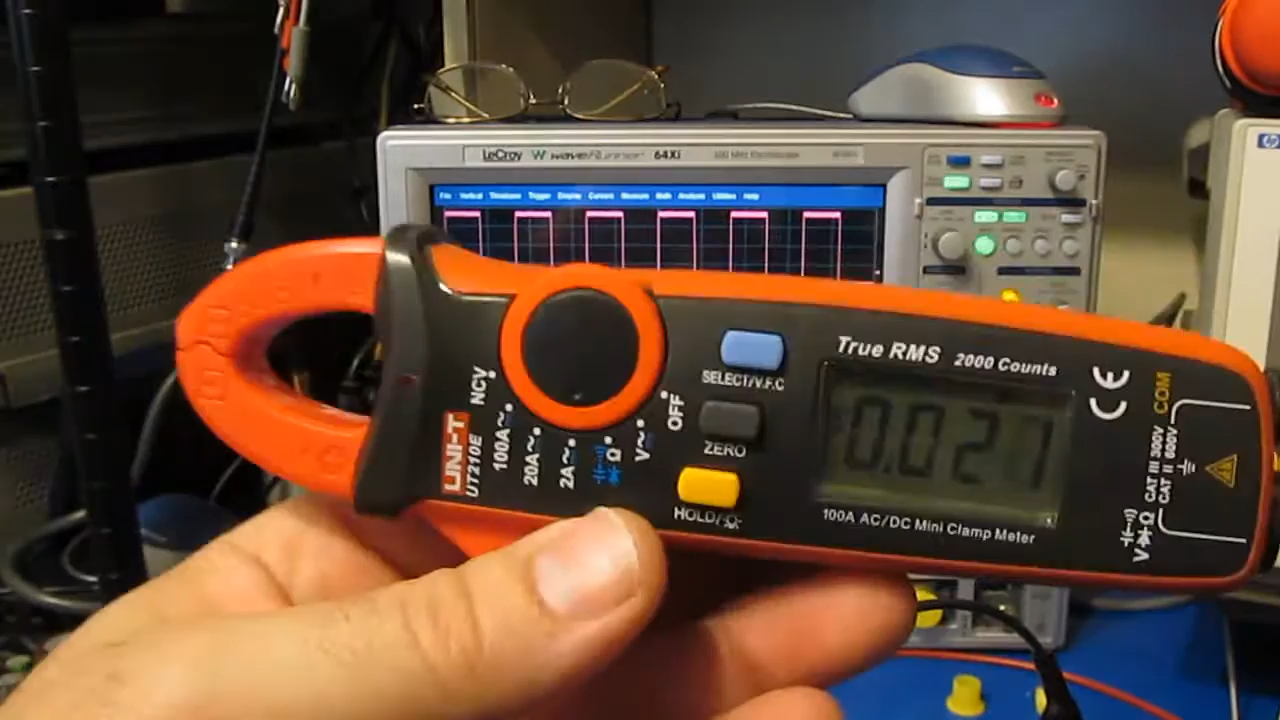 LeCroy waveRunner 64Xi
File Vertical Timebase Trigger Display Cursors Measure Math Analysis Utilities Help
hp
True RMS 2000 Counts
SELECT/V.F.C
ZERO
HOLD/
0.027
100A AC/DC Mini Clamp Meter
UNI-T
UT210E
NCV
100A~
20A~
2A~
Ω
V~
OFF
CE
COM
CAT III 300V
CAT II 600V
VΩ